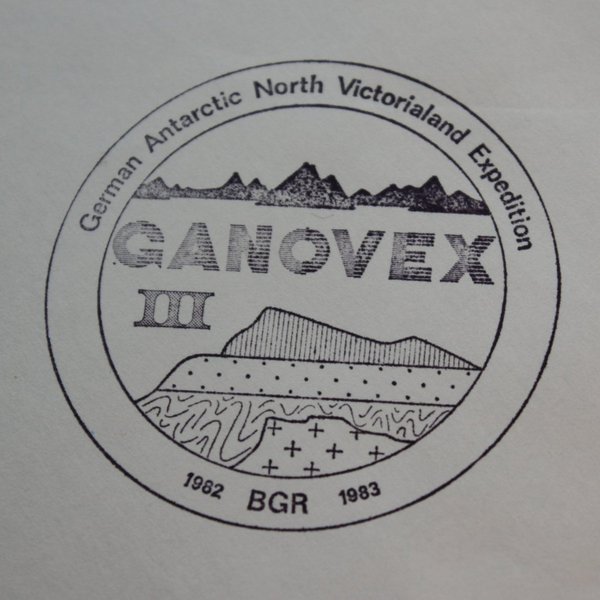 German Antarctic North Victorialand Expedition
GANOVEX
III
1982 BGR 1983